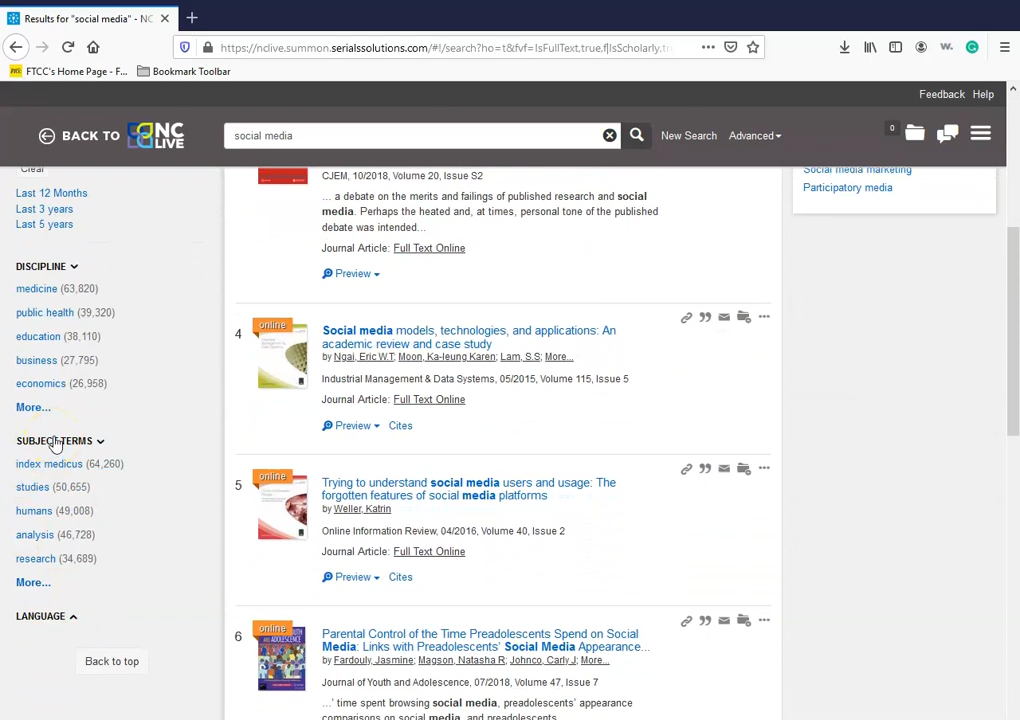 Results for "social media" - NC
https://nclive.summon.serialssolutions.com/#!/search?ho=t&fvf=IsFullText,true,f|IsScholarly,tr
W.
FTCC's Home Page - F...
Bookmark Toolbar
Feedback Help
BACK TO NC LIVE
social media
New Search
Advanced
0
Clear
Last 12 Months
Last 3 years
Last 5 years
DISCIPLINE
medicine (63,820)
public health (39,320)
education (38,110)
business (27,795)
economics (26,958)
More...
SUBJECT TERMS
index medicus (64,260)
studies (50,655)
humans (49,008)
analysis (46,728)
research (34,689)
More...
LANGUAGE
Back to top
CJEM, 10/2018, Volume 20, Issue S2
... a debate on the merits and failings of published research and social
media. Perhaps the heated and, at times, personal tone of the published
debate was intended...
Journal Article: Full Text Online
Preview
4
online
Social media models, technologies, and applications: An
academic review and case study
by Ngai, Eric W.T; Moon, Ka-leung Karen; Lam, S.S; More...
Industrial Management & Data Systems, 05/2015, Volume 115, Issue 5
Journal Article: Full Text Online
Preview Cites
5
online
Trying to understand social media users and usage: The
forgotten features of social media platforms
by Weller, Katrin
Online Information Review, 04/2016, Volume 40, Issue 2
Journal Article: Full Text Online
Preview Cites
6
online
Parental Control of the Time Preadolescents Spend on Social
Media: Links with Preadolescents' Social Media Appearance...
by Fardouly, Jasmine; Magson, Natasha R; Johnco, Carly J; More...
Journal of Youth and Adolescence, 07/2018, Volume 47, Issue 7
...' time spent browsing social media, preadolescents' appearance
comparisons on social media, and preadolescents
Social media marketing
Participatory media